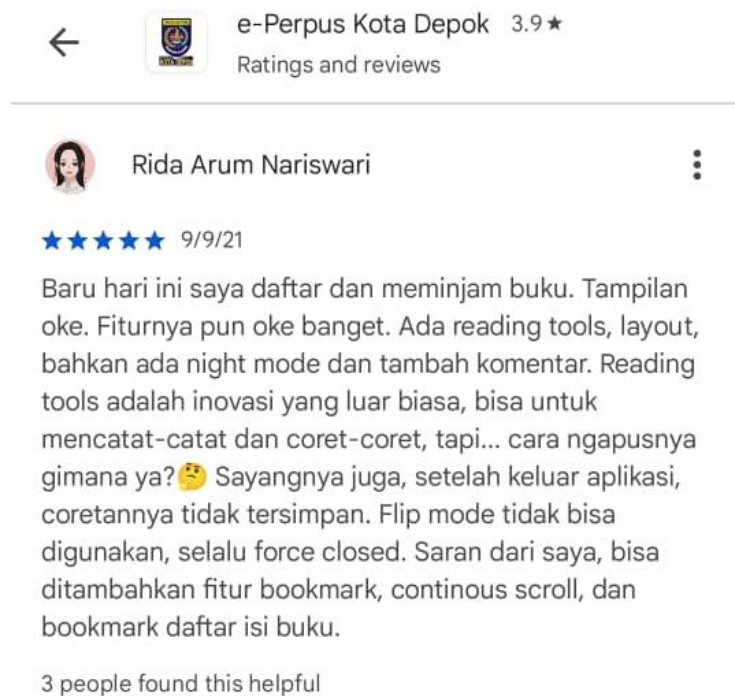 e-Perpus Kota Depok 3.9★
Ratings and reviews
Rida Arum Nariswari
★★★★★ 9/9/21
Baru hari ini saya daftar dan meminjam buku. Tampilan
oke. Fiturnya pun oke banget. Ada reading tools, layout,
bahkan ada night mode dan tambah komentar. Reading
tools adalah inovasi yang luar biasa, bisa untuk
mencatat-catat dan coret-coret, tapi... cara ngapusnya
gimana ya?🤔 Sayangnya juga, setelah keluar aplikasi,
coretannya tidak tersimpan. Flip mode tidak bisa
digunakan, selalu force closed. Saran dari saya, bisa
ditambahkan fitur bookmark, continous scroll, dan
bookmark daftar isi buku.
3 people found this helpful